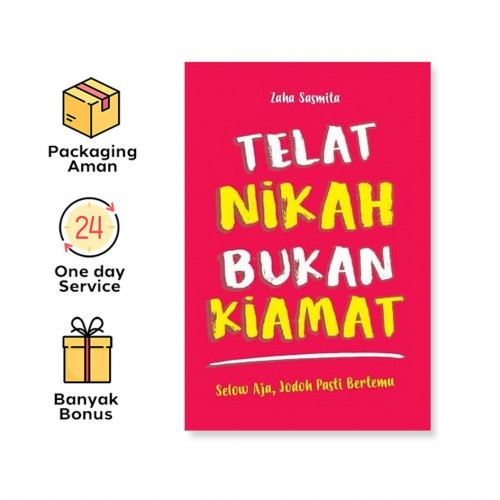 Packaging
Aman
24
One day
Service
Banyak
Bonus
Zaha Sasmita
TELAT
NiKAH
BUKAN
KiAMAT
Selow Aja, Jodoh Pasti Bertemu